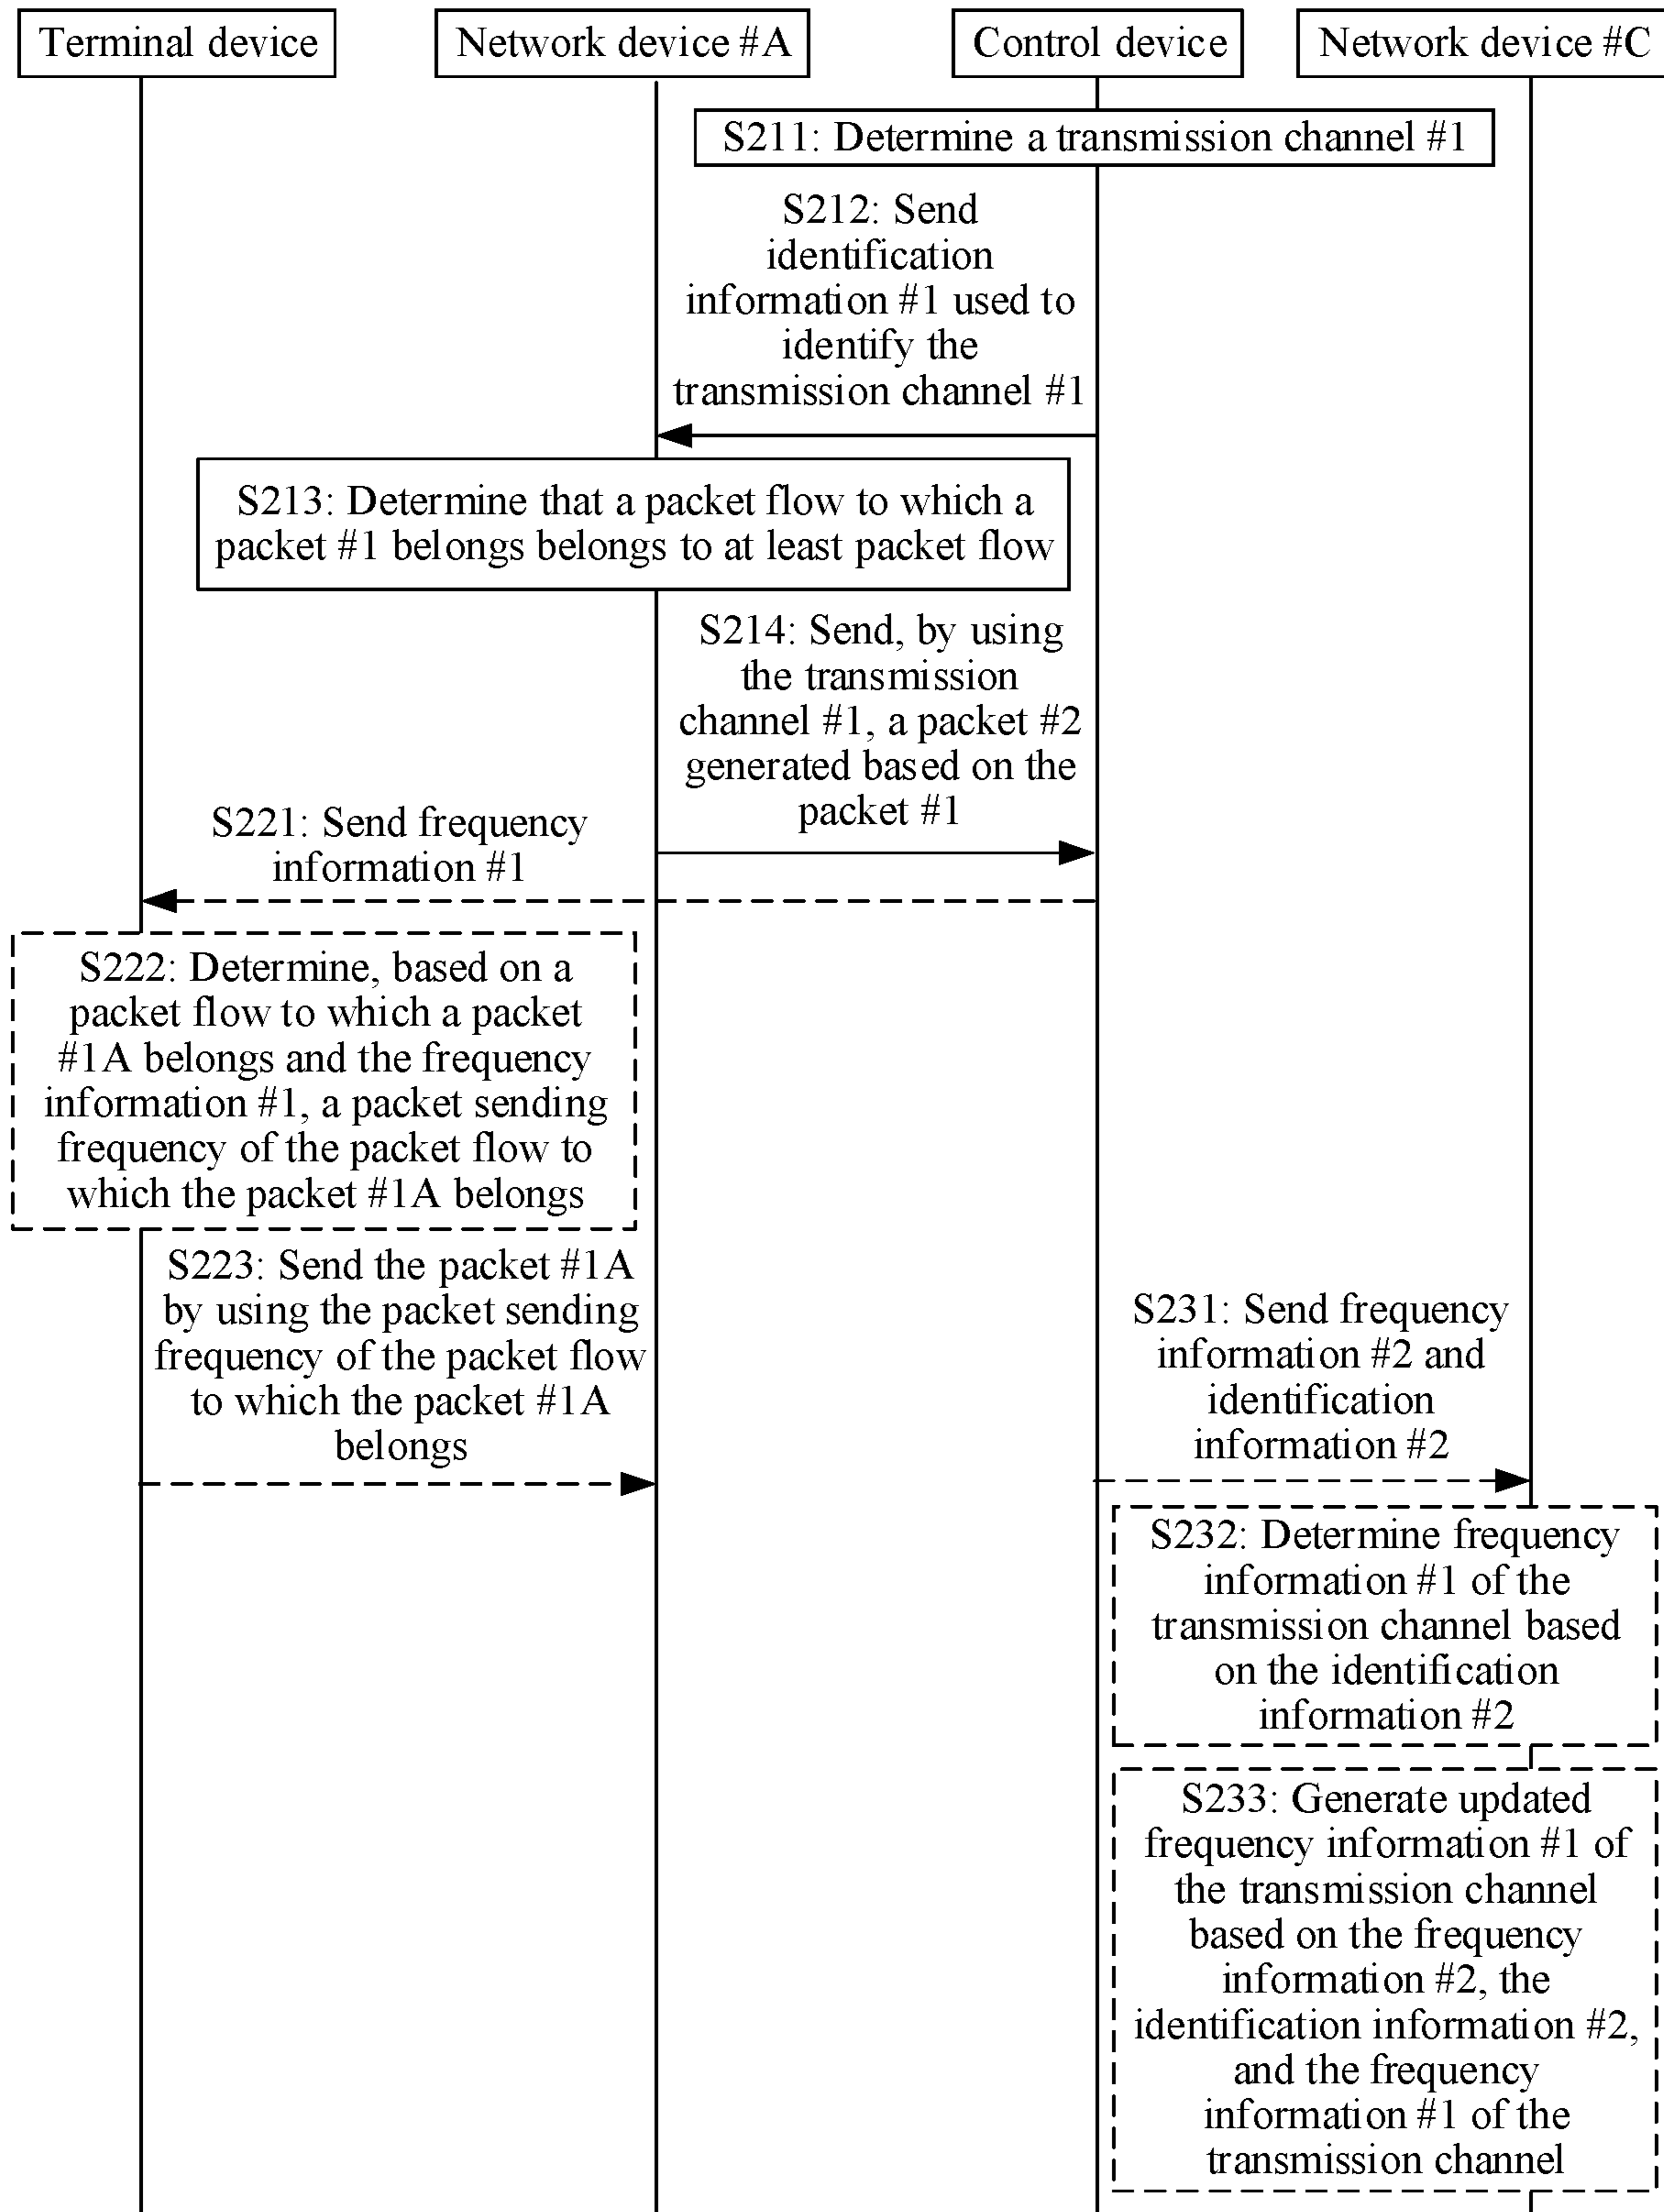 Terminal device
Network device #A
Control device
Network device #C
S211: Determine a transmission channel #1
S212: Send
identification
information #1 used to
identify the
transmission channel #1
S213: Determine that a packet flow to which a
packet #1 belongs belongs to at least packet flow
S214: Send, by using
the transmission
channel #1, a packet #2
generated based on the
packet #1
S221: Send frequency
information #1
S222: Determine, based on a
packet flow to which a packet
#1A belongs and the frequency
information #1, a packet sending
frequency of the packet flow to
which the packet #1A belongs
S223: Send the packet #1A
by using the packet sending
frequency of the packet flow
to which the packet #1A
belongs
S231: Send frequency
information #2 and
identification
information #2
S232: Determine frequency
information #1 of the
transmission channel based
on the identification
information #2
S233: Generate updated
frequency information #1 of
the transmission channel
based on the frequency
information #2, the
identification information #2,
and the frequency
information #1 of the
transmission channel